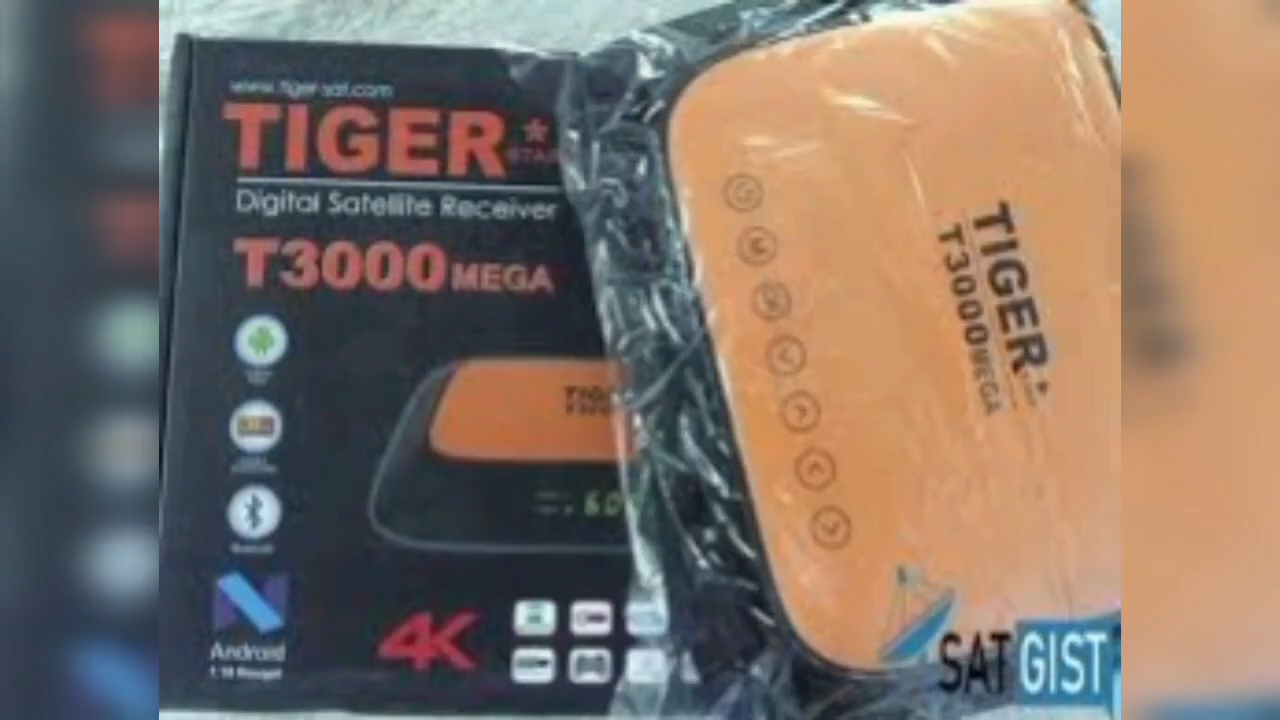 www.tiger-sat.com
TIGER
STAR
Digital Satellite Receiver
T3000 MEGA
TIGER
T3000 MEGA
Android
4K
SAT GIST